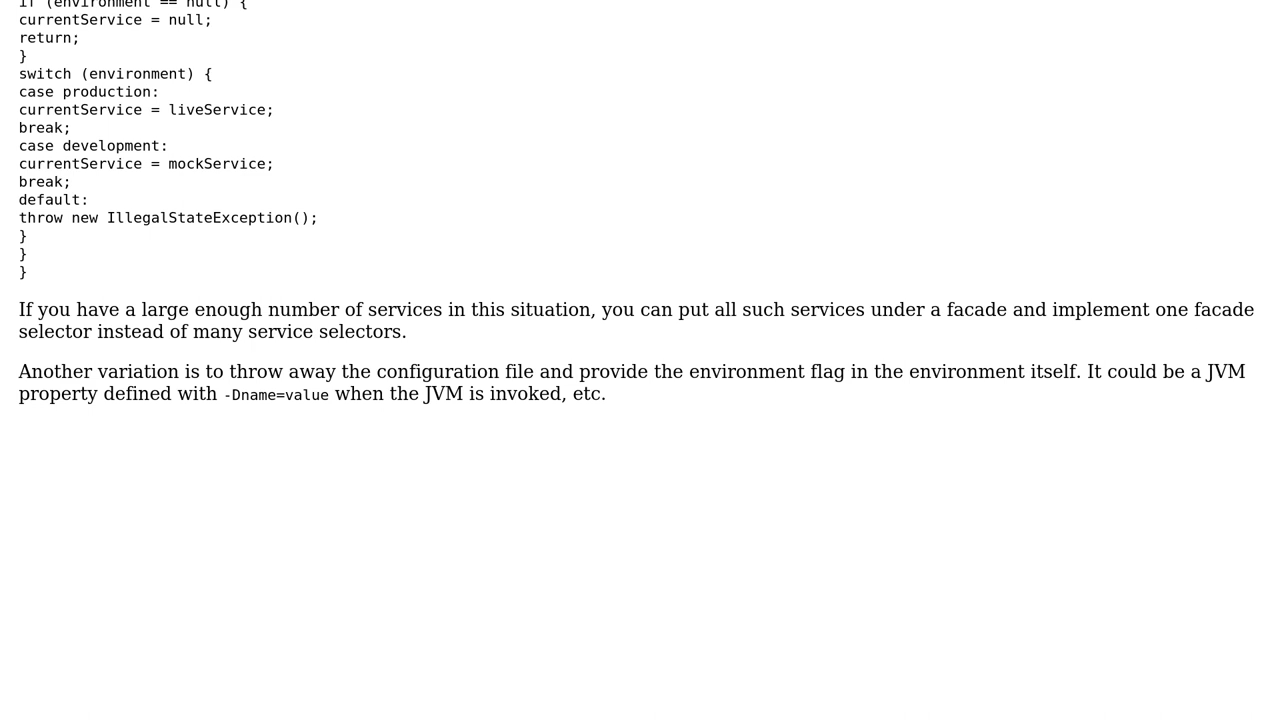 if (environment == null) {
currentService = null;
return;
}
switch (environment) {
case production:
currentService = liveService;
break;
case development:
currentService = mockService;
break;
default:
throw new IllegalStateException();
}
}
}
If you have a large enough number of services in this situation, you can put all such services under a facade and implement one facade
selector instead of many service selectors.
Another variation is to throw away the configuration file and provide the environment flag in the environment itself. It could be a JVM
property defined with -Dname=value when the JVM is invoked, etc.